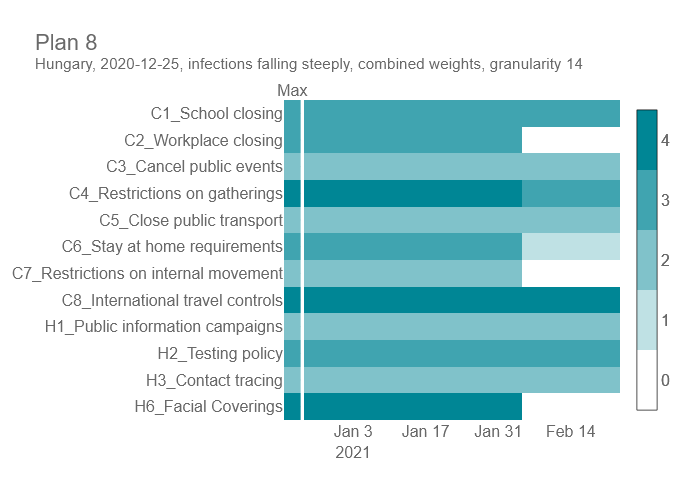 Plan 8
Hungary, 2020-12-25, infections falling steeply, combined weights, granularity 14
Max
C1_School closing
C2_Workplace closing
C3_Cancel public events
C4_Restrictions on gatherings
C5_Close public transport
C6_Stay at home requirements
C7_Restrictions on internal movement
C8_International travel controls
H1_Public information campaigns
H2_Testing policy
H3_Contact tracing
H6_Facial Coverings
Jan 3 Jan 17 Jan 31 Feb 14
2021
4
3
2
1
0